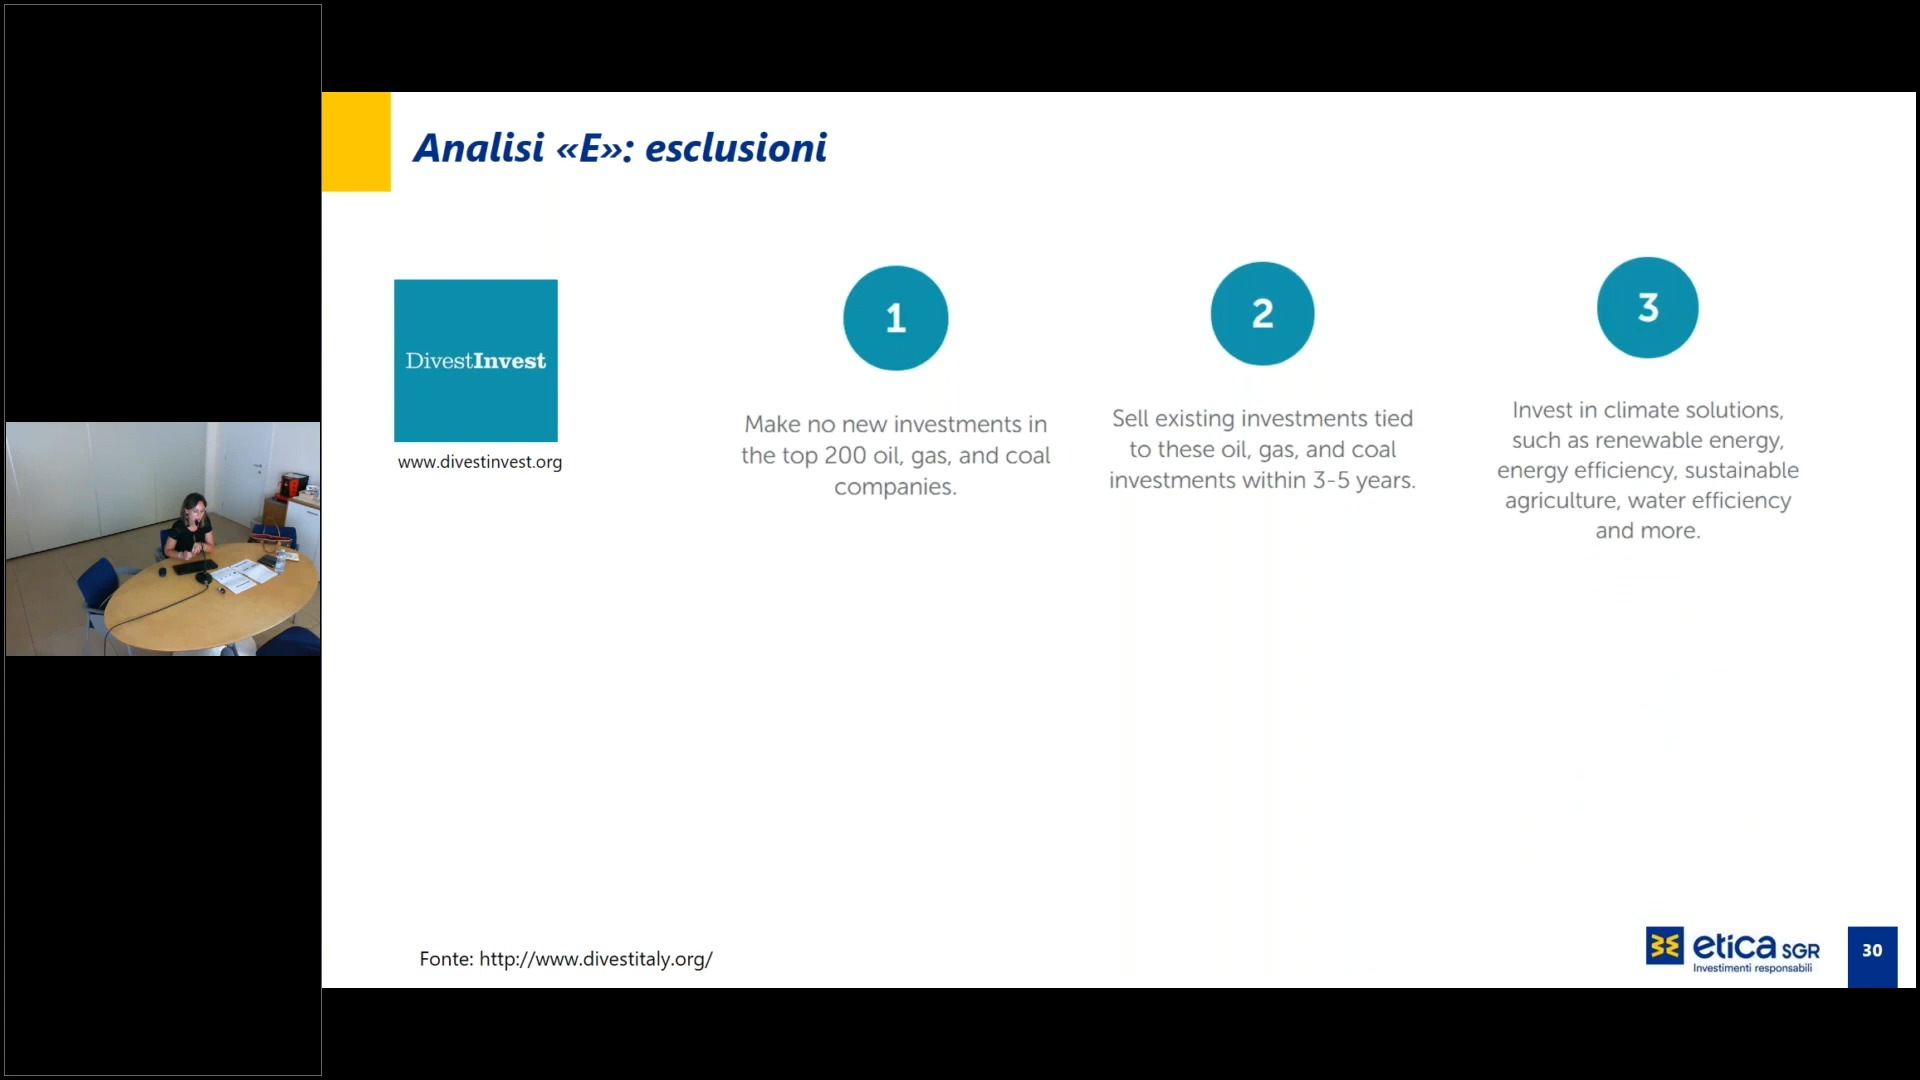 Analisi «E»: esclusioni
DivestInvest
www.divestinvest.org
1
Make no new investments in
the top 200 oil, gas, and coal
companies.
2
Sell existing investments tied
to these oil, gas, and coal
investments within 3-5 years.
3
Invest in climate solutions,
such as renewable energy,
energy efficiency, sustainable
agriculture, water efficiency
and more.
Fonte: http://www.divestitaly.org/
etica SGR
Investimenti responsabili
30